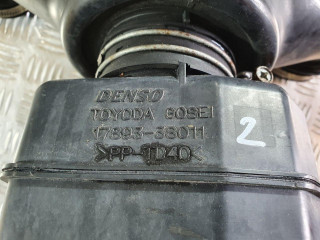 DENSO
TOYODA GOSEI
17893-38011
>PP-TD40<
2